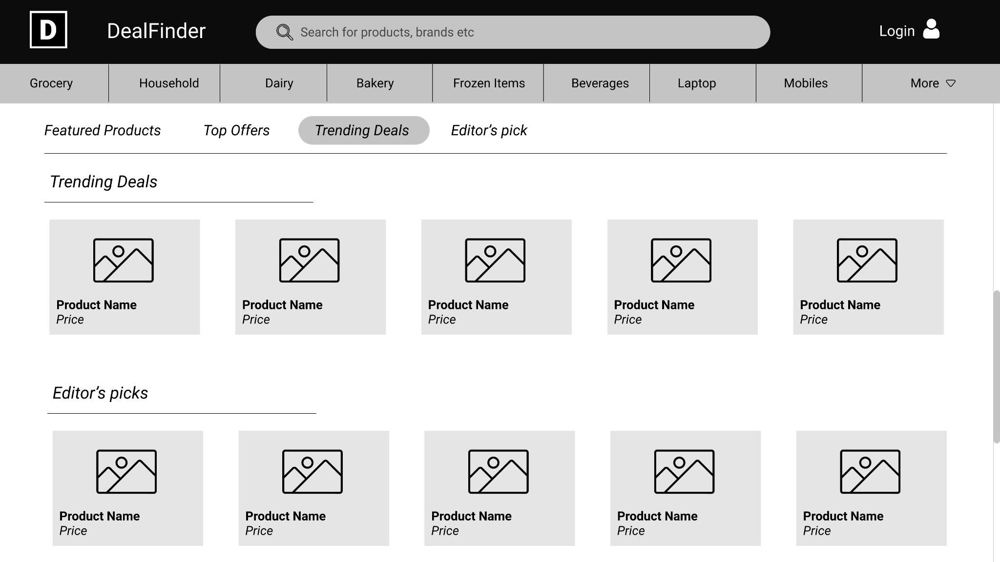 D
DealFinder
Search for products, brands etc
Login
Grocery
Household
Dairy
Bakery
Frozen Items
Beverages
Laptop
Mobiles
More
Featured Products
Top Offers
Trending Deals
Editor’s pick
Trending Deals
Product Name
Price
Product Name
Price
Product Name
Price
Product Name
Price
Product Name
Price
Editor’s picks
Product Name
Price
Product Name
Price
Product Name
Price
Product Name
Price
Product Name
Price